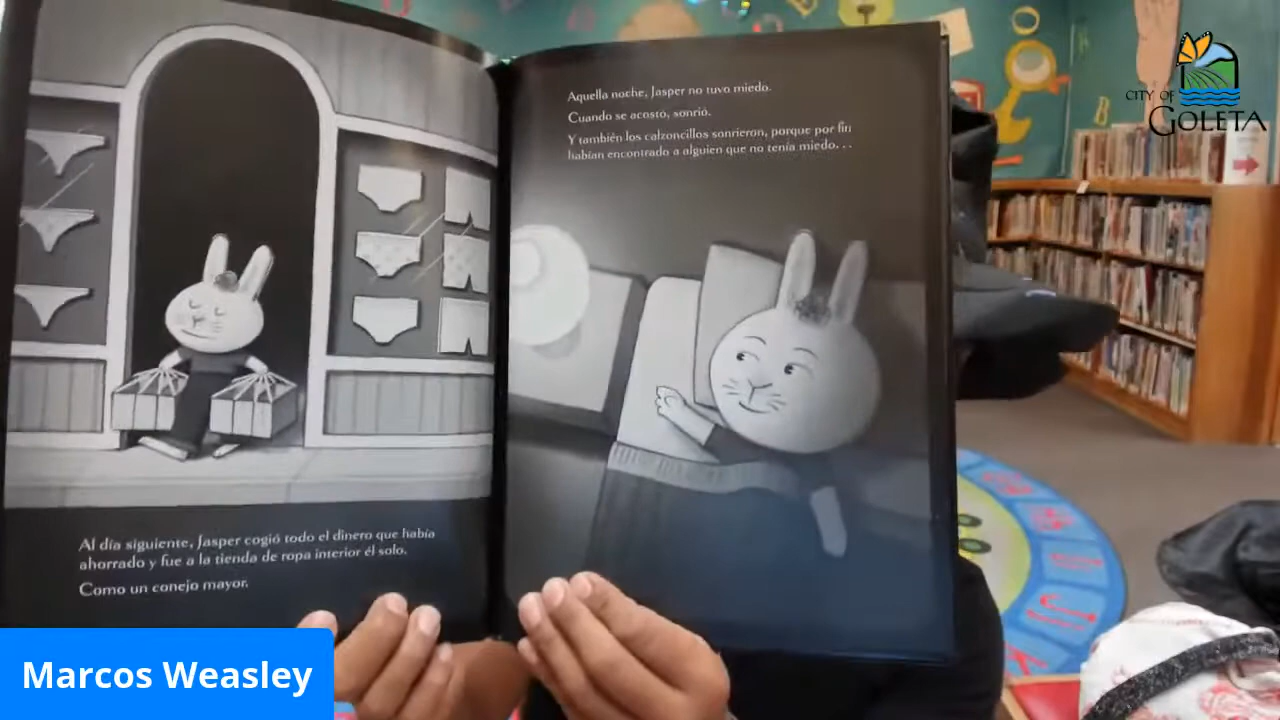 Al día siguiente, Jasper cogió todo el dinero que había
ahorrado y fue a la tienda de ropa interior él solo.
Como un conejo mayor.
Aquella noche, Jasper no tuvo miedo.
Cuando se acostó, sonrió.
Y también los calzoncillos sonrieron, porque por fin
habían encontrado a alguien que no tenía miedo...
CITY OF
GOLETA
Marcos Weasley